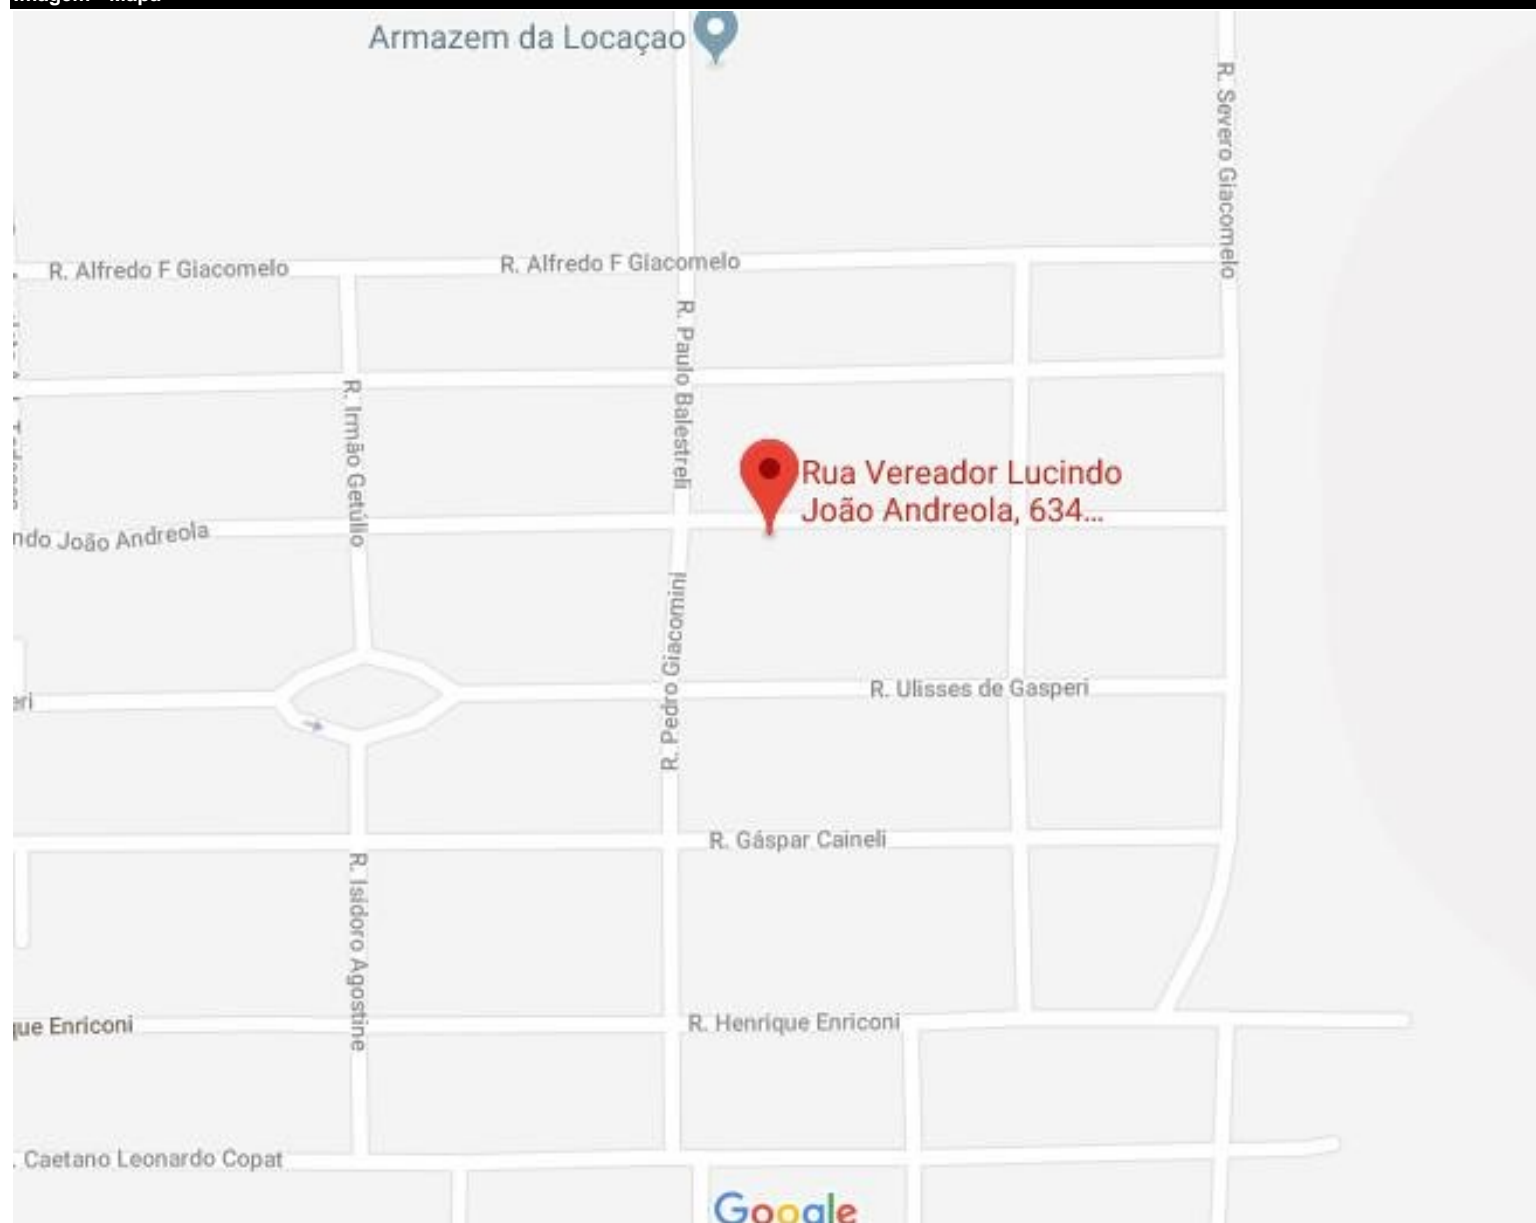 Armazem da Locaçao
R. Severo Giacomelo
R. Alfredo F Giacomelo
R. Alfredo F Giacomelo
R. Paulo Balestreli
R. Irmão Getúlio
Rua Vereador Lucindo
João Andreola, 634...
ndo João Andreola
R. Pedro Giacomini
R. Ulisses de Gasperi
eri
R. Gáspar Caineli
R. Isidoro Agostine
que Enriconi
R. Henrique Enriconi
. Caetano Leonardo Copat
Google